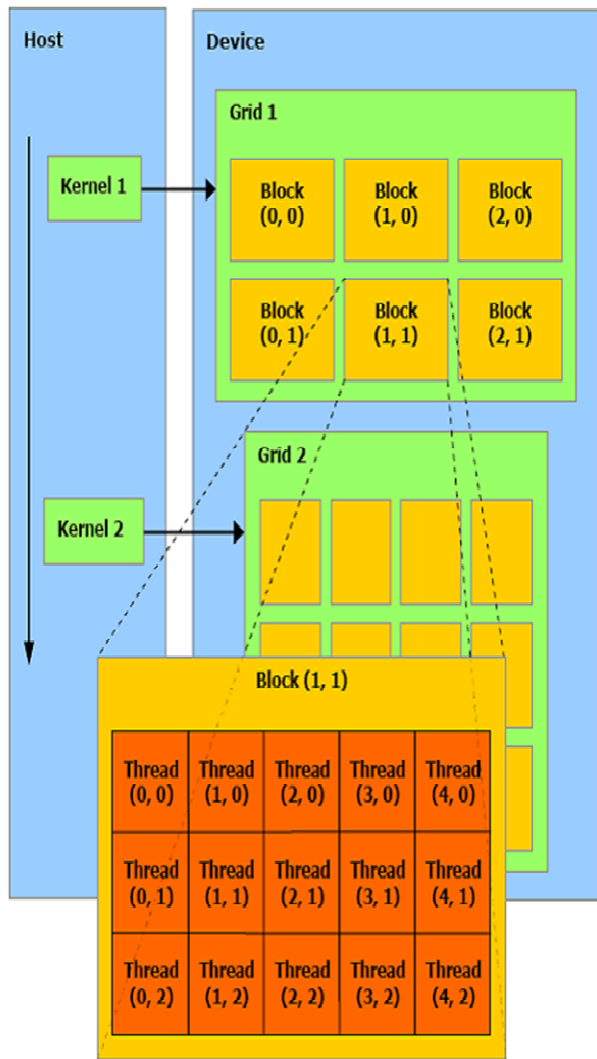 Host
Device
Grid 1
Kernel 1
Block
(0, 0)
Block
(1, 0)
Block
(2, 0)
Block
(0, 1)
Block
(1, 1)
Block
(2, 1)
Grid 2
Kernel 2
Block (1, 1)
Thread
(0, 0)
Thread
(1, 0)
Thread
(2, 0)
Thread
(3, 0)
Thread
(4, 0)
Thread
(0, 1)
Thread
(1, 1)
Thread
(2, 1)
Thread
(3, 1)
Thread
(4, 1)
Thread
(0, 2)
Thread
(1, 2)
Thread
(2, 2)
Thread
(3, 2)
Thread
(4, 2)